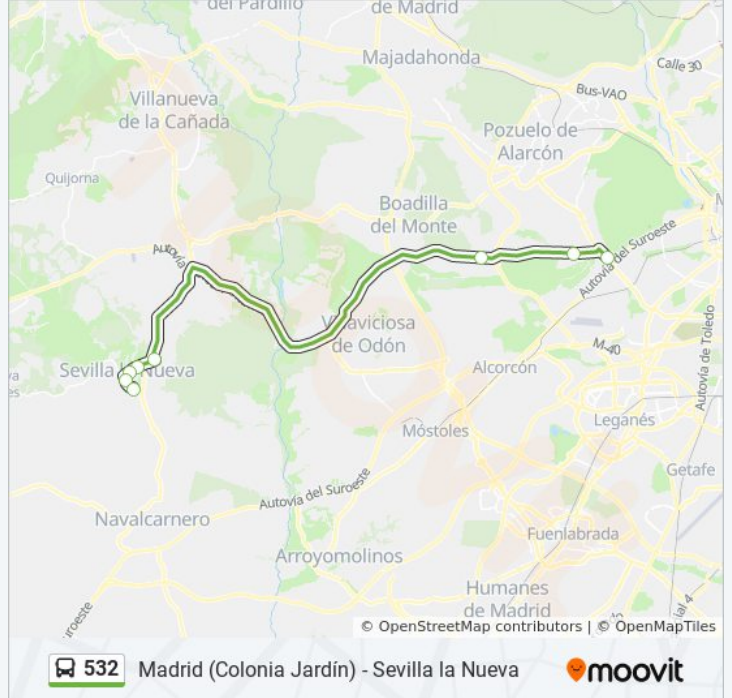 del Pardillo
de Madrid
Majadahonda
Calle 30
Bus-VAO
Villanueva
de la Cañada
Pozuelo de
Alarcón
Quijorna
Boadilla
del Monte
Autovía
Autovía del Suroeste
Villaviciosa
de Odón
M-40
Autovía de Toledo
Sevilla la Nueva
Alcorcón
Leganés
Móstoles
Getafe
Autovía del Suroeste
Navalcarnero
Fuenlabrada
Arroyomolinos
Humanes
de Madrid
© OpenStreetMap contributors | © OpenMapTiles
532 Madrid (Colonia Jardín) - Sevilla la Nueva
moovit